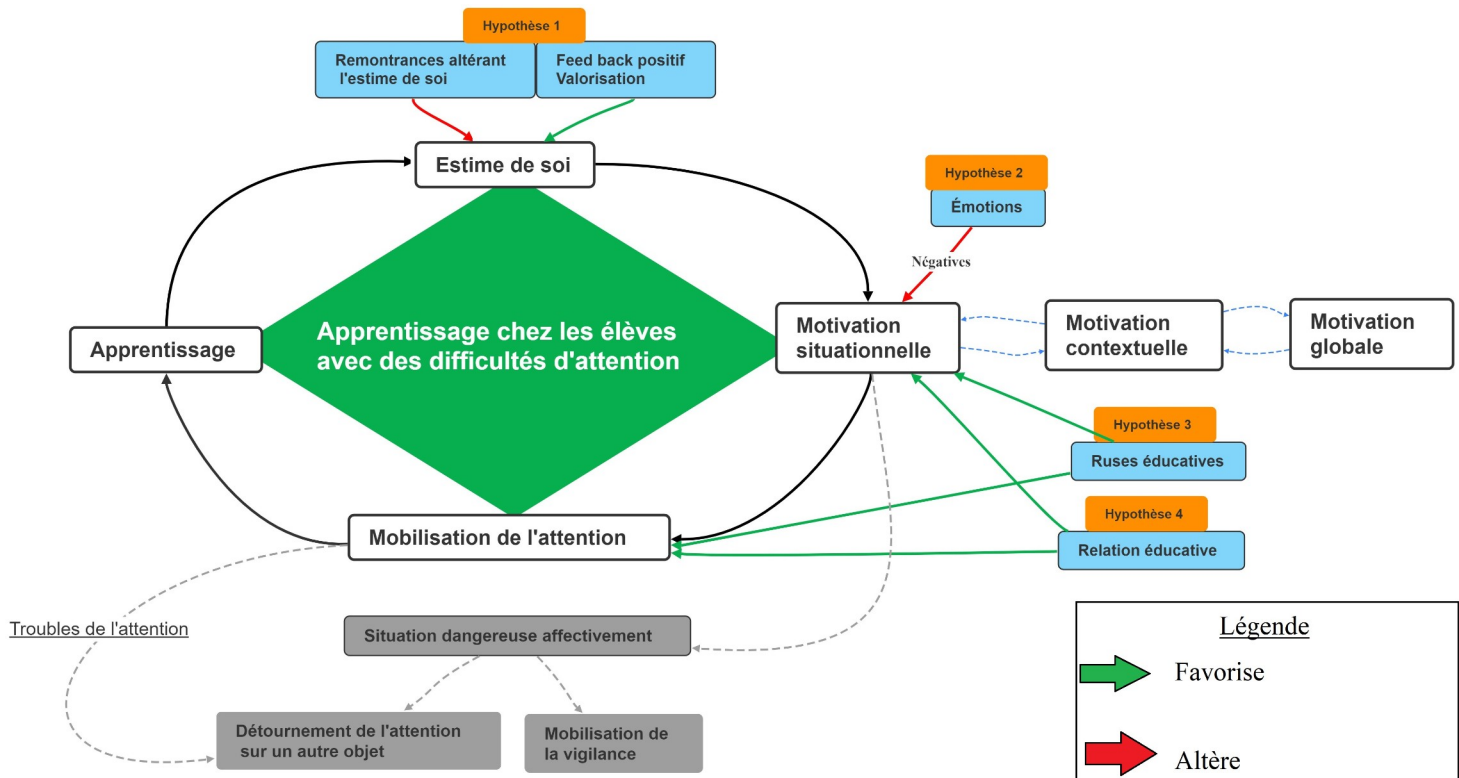 Hypothèse 1
Remontrances altérant
l'estime de soi
Feed back positif
Valorisation
Estime de soi
Hypothèse 2
Émotions
Négatives
Apprentissage chez les élèves
avec des difficultés d'attention
Apprentissage
Motivation
situationnelle
Motivation
contextuelle
Motivation
globale
Hypothèse 3
Ruses éducatives
Hypothèse 4
Relation éducative
Mobilisation de l'attention
Troubles de l'attention
Situation dangereuse affectivement
Détournement de l'attention
sur un autre objet
Mobilisation de
la vigilance
Légende
Favorise
Altère